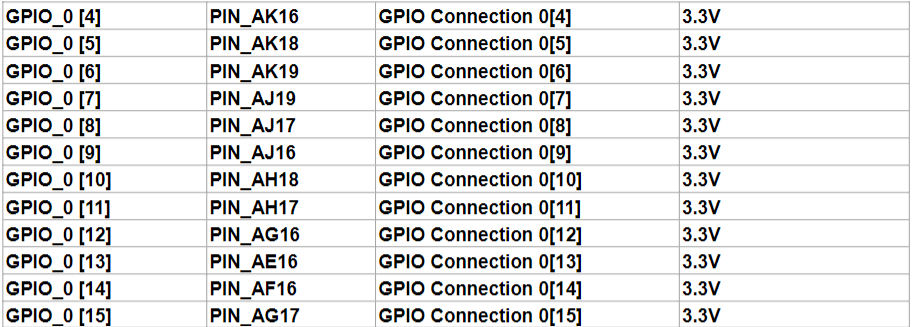 GPIO_0 [4] PIN_AK16 GPIO Connection 0[4] 3.3V
GPIO_0 [5] PIN_AK18 GPIO Connection 0[5] 3.3V
GPIO_0 [6] PIN_AK19 GPIO Connection 0[6] 3.3V
GPIO_0 [7] PIN_AJ19 GPIO Connection 0[7] 3.3V
GPIO_0 [8] PIN_AJ17 GPIO Connection 0[8] 3.3V
GPIO_0 [9] PIN_AJ16 GPIO Connection 0[9] 3.3V
GPIO_0 [10] PIN_AH18 GPIO Connection 0[10] 3.3V
GPIO_0 [11] PIN_AH17 GPIO Connection 0[11] 3.3V
GPIO_0 [12] PIN_AG16 GPIO Connection 0[12] 3.3V
GPIO_0 [13] PIN_AE16 GPIO Connection 0[13] 3.3V
GPIO_0 [14] PIN_AF16 GPIO Connection 0[14] 3.3V
GPIO_0 [15] PIN_AG17 GPIO Connection 0[15] 3.3V